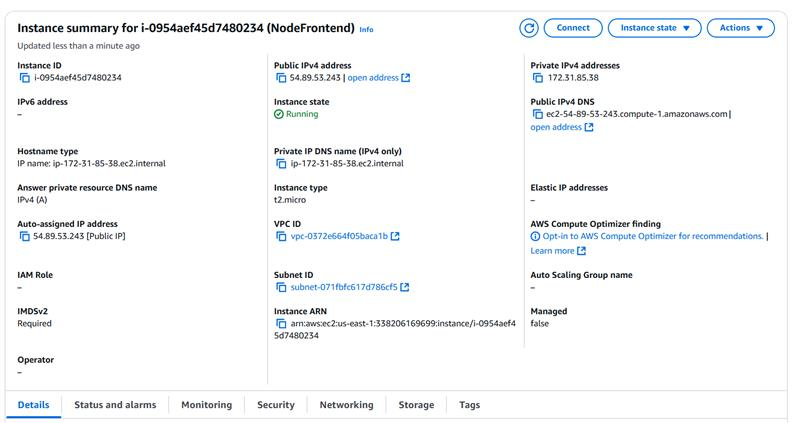 Instance summary for i-0954aef45d7480234 (NodeFrontend) Info
Connect
Instance state
Actions
Updated less than a minute ago
Instance ID
i-0954aef45d7480234
Public IPv4 address
54.89.53.243 | open address
Private IPv4 addresses
172.31.85.38
IPv6 address
–
Instance state
Running
Public IPv4 DNS
ec2-54-89-53-243.compute-1.amazonaws.com |
open address
Hostname type
IP name: ip-172-31-85-38.ec2.internal
Private IP DNS name (IPv4 only)
ip-172-31-85-38.ec2.internal
Answer private resource DNS name
IPv4 (A)
Instance type
t2.micro
Elastic IP addresses
–
Auto-assigned IP address
54.89.53.243 [Public IP]
VPC ID
vpc-0372e664f05baca1b
AWS Compute Optimizer finding
Opt-in to AWS Compute Optimizer for recommendations. |
Learn more
IAM Role
–
Subnet ID
subnet-071fbfc617d786cf5
Auto Scaling Group name
–
IMDSv2
Required
Instance ARN
arn:aws:ec2:us-east-1:338206169699:instance/i-0954aef4
5d7480234
Managed
false
Operator
–
Details
Status and alarms
Monitoring
Security
Networking
Storage
Tags